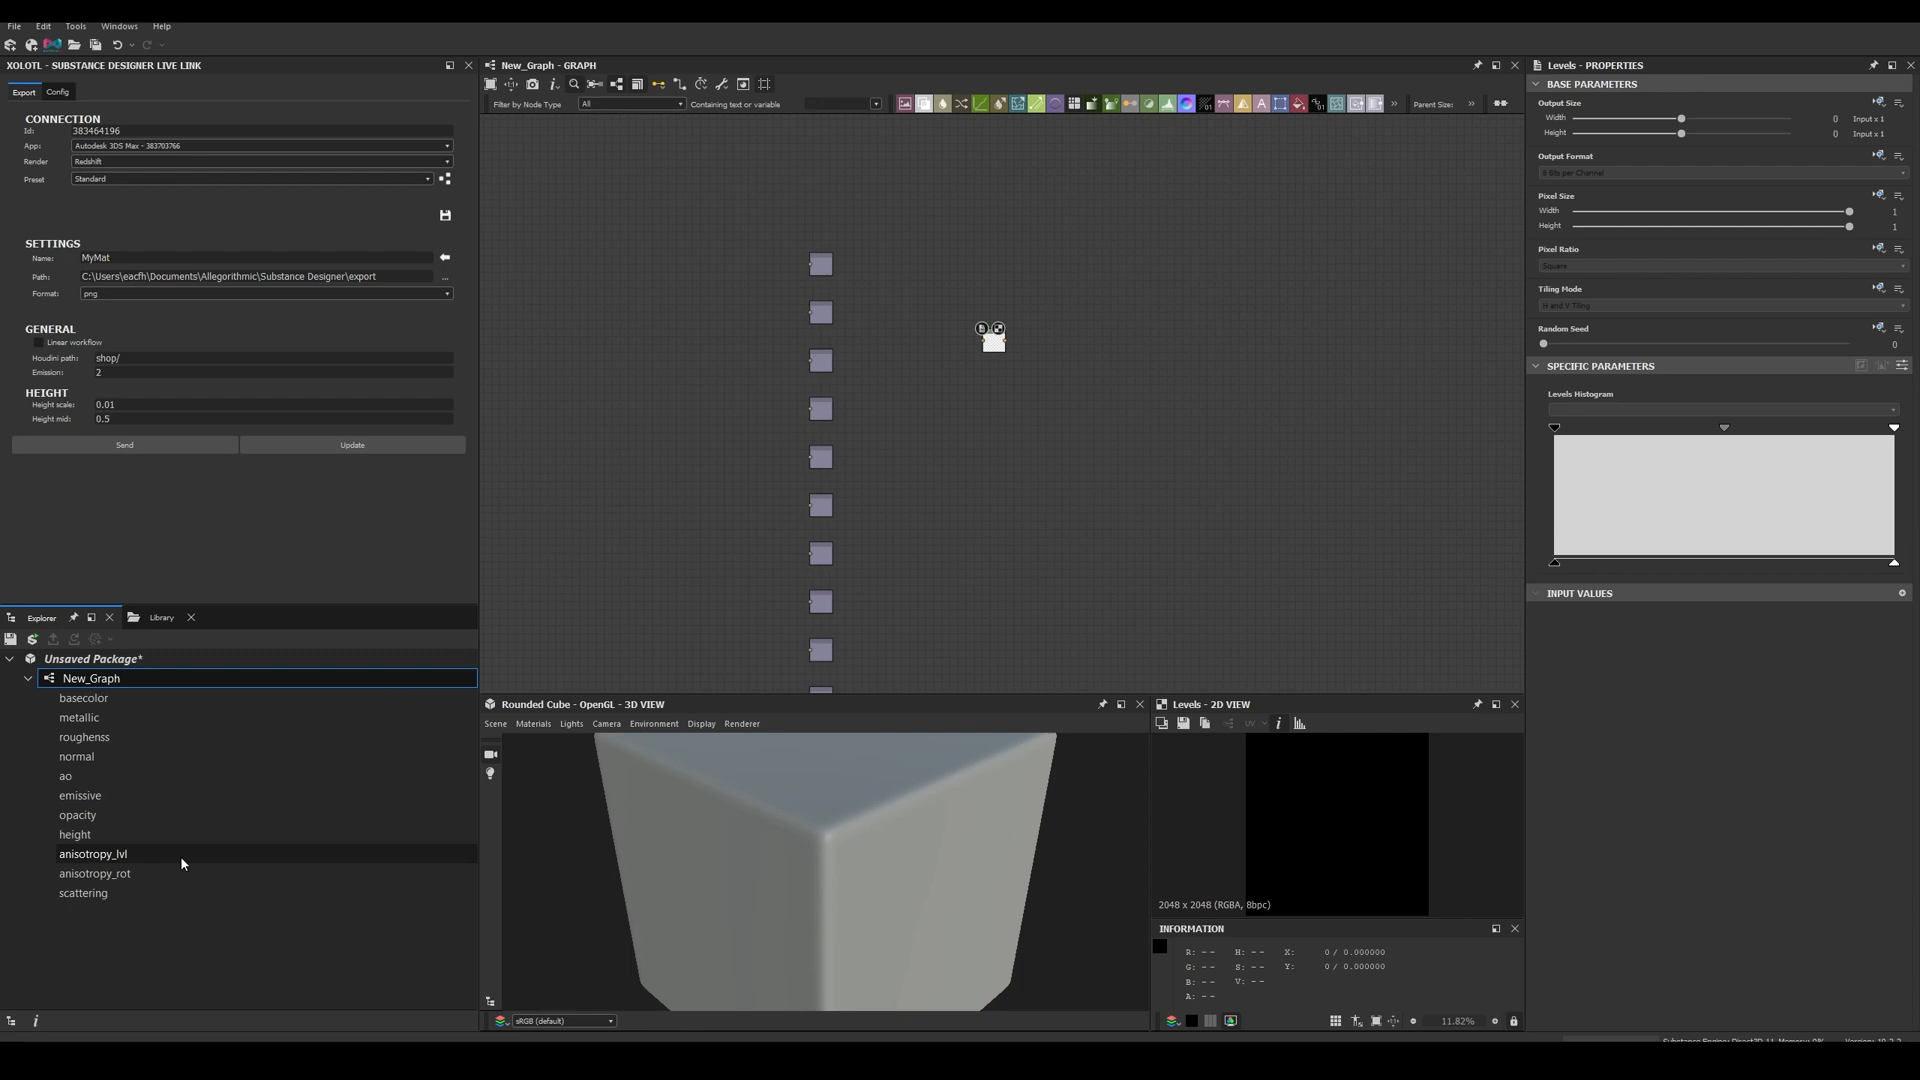 File Edit Tools Windows Help
XOLOTL - SUBSTANCE DESIGNER LIVE LINK
Export Config
CONNECTION
Id: 383464196
App: Autodesk 3DS Max - 383703766
Render Redshift
Preset Standard
SETTINGS
Name: MyMat
Path: C:\Users\eacfh\Documents\Allegorithmic\Substance Designer\export ...
Format: png
GENERAL
Linear workflow
Houdini path: shop/
Emission: 2
HEIGHT
Height scale: 0.01
Height mid: 0.5
Send Update
Explorer Library
Unsaved Package*
New_Graph
basecolor
metallic
roughenss
normal
ao
emissive
opacity
height
anisotropy_lvl
anisotropy_rot
scattering
New_Graph - GRAPH
Filter by Node Type All Containing text or variable Parent Size:
Rounded Cube - OpenGL - 3D VIEW
Scene Materials Lights Camera Environment Display Renderer
sRGB (default)
Levels - 2D VIEW
UV
2048 x 2048 (RGBA, 8bpc)
INFORMATION
R: -- H: -- X: 0 / 0.000000
G: -- S: -- Y: 0 / 0.000000
B: -- V: --
A: --
11.82%
Levels - PROPERTIES
BASE PARAMETERS
Output Size
Width 0 Input x 1
Height 0 Input x 1
Output Format
8 Bits per Channel
Pixel Size
Width 1
Height 1
Pixel Ratio
Square
Tiling Mode
H and V Tiling
Random Seed
0
SPECIFIC PARAMETERS
Levels Histogram
INPUT VALUES
Substance Engine: Direct3D 11 Memory: 0%